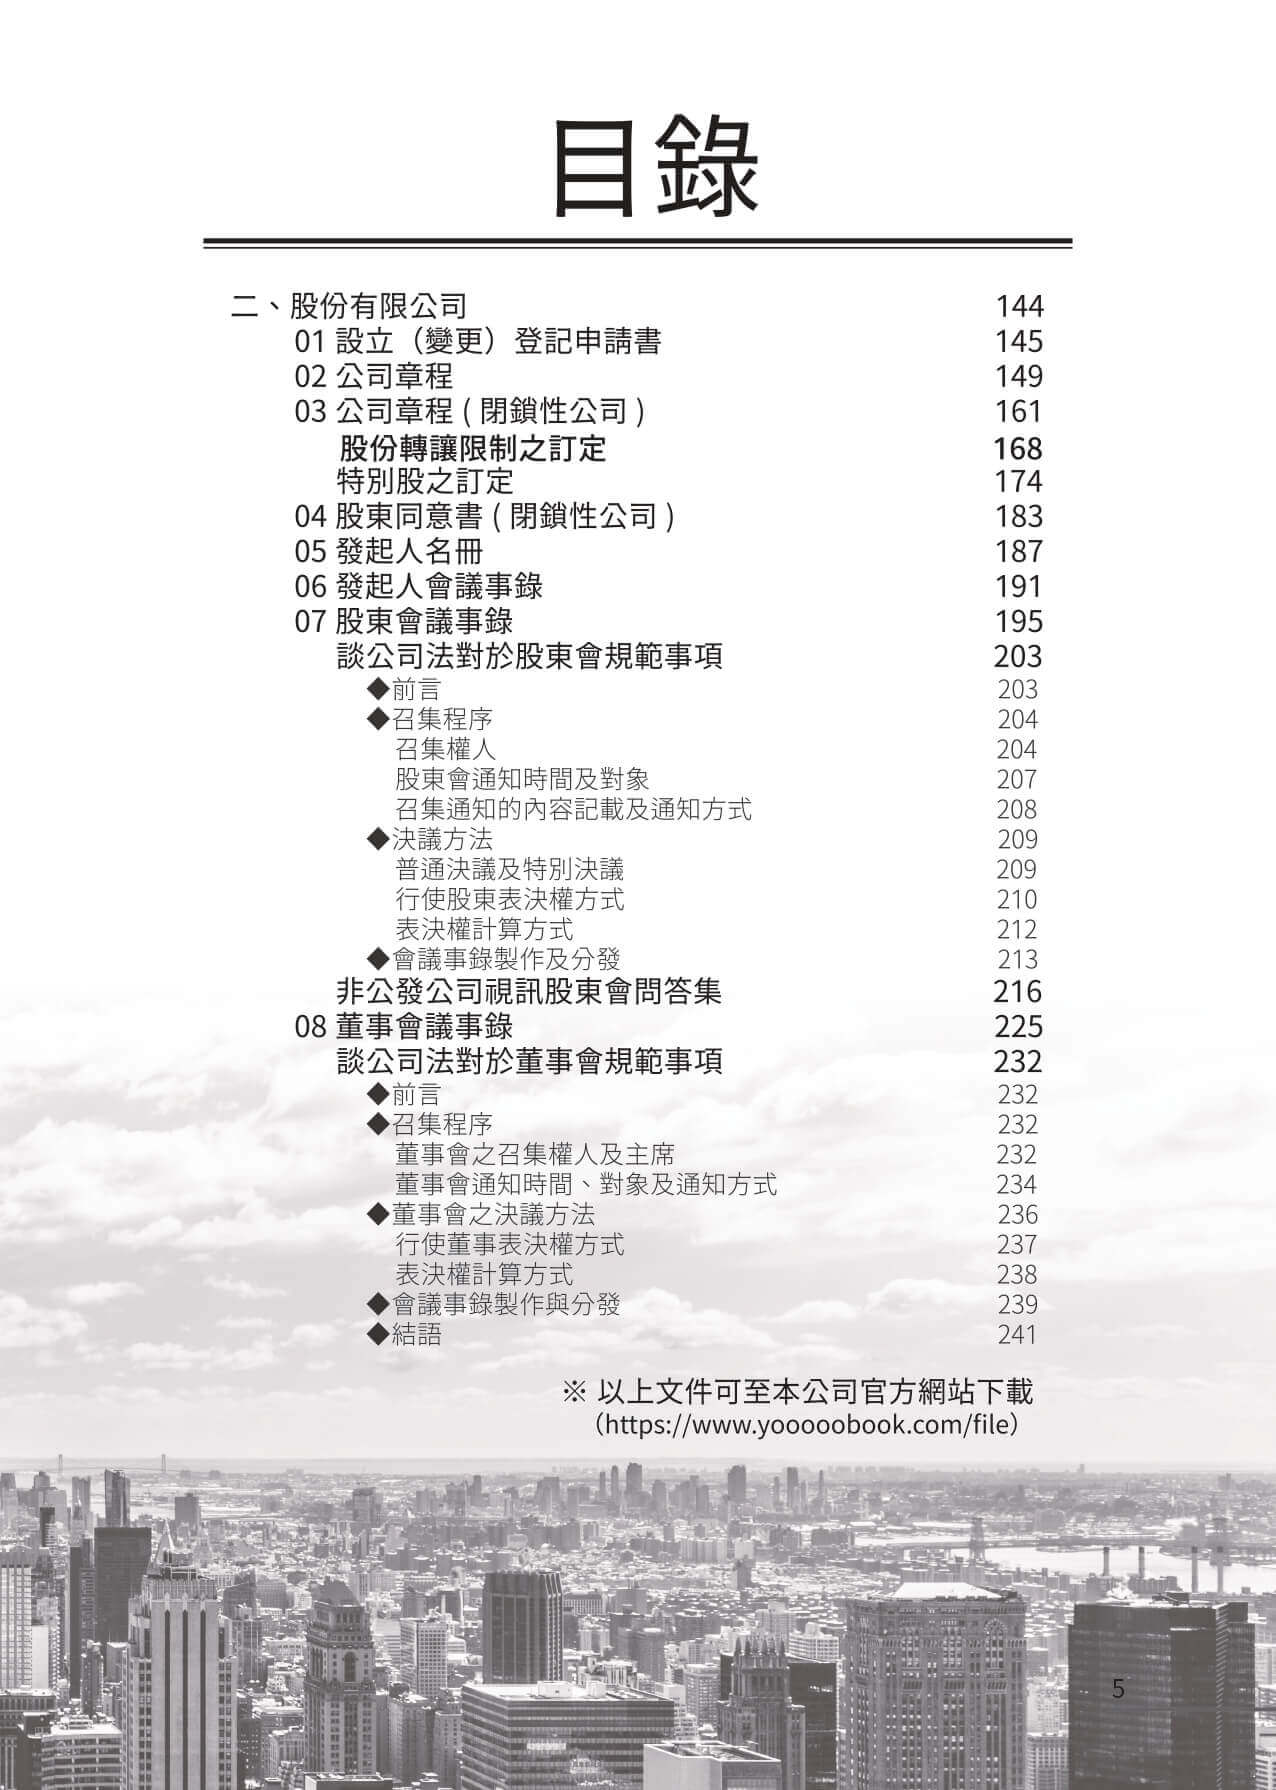 目錄
二、股份有限公司 144
01 設立（變更）登記申請書 145
02 公司章程 149
03 公司章程 ( 閉鎖性公司 ) 161
股份轉讓限制之訂定 168
特別股之訂定 174
04 股東同意書 ( 閉鎖性公司 ) 183
05 發起人名冊 187
06 發起人會議事錄 191
07 股東會議事錄 195
談公司法對於股東會規範事項 203
◆前言 203
◆召集程序 204
召集權人 204
股東會通知時間及對象 207
召集通知的內容記載及通知方式 208
◆決議方法 209
普通決議及特別決議 209
行使股東表決權方式 210
表決權計算方式 212
◆會議事錄製作及分發 213
非公發公司視訊股東會問答集 216
08 董事會議事錄 225
談公司法對於董事會規範事項 232
◆前言 232
◆召集程序 232
董事會之召集權人及主席 232
董事會通知時間、對象及通知方式 234
◆董事會之決議方法 236
行使董事表決權方式 237
表決權計算方式 238
◆會議事錄製作與分發 239
◆結語 241
※ 以上文件可至本公司官方網站下載
（https://www.yooooobook.com/file）
5